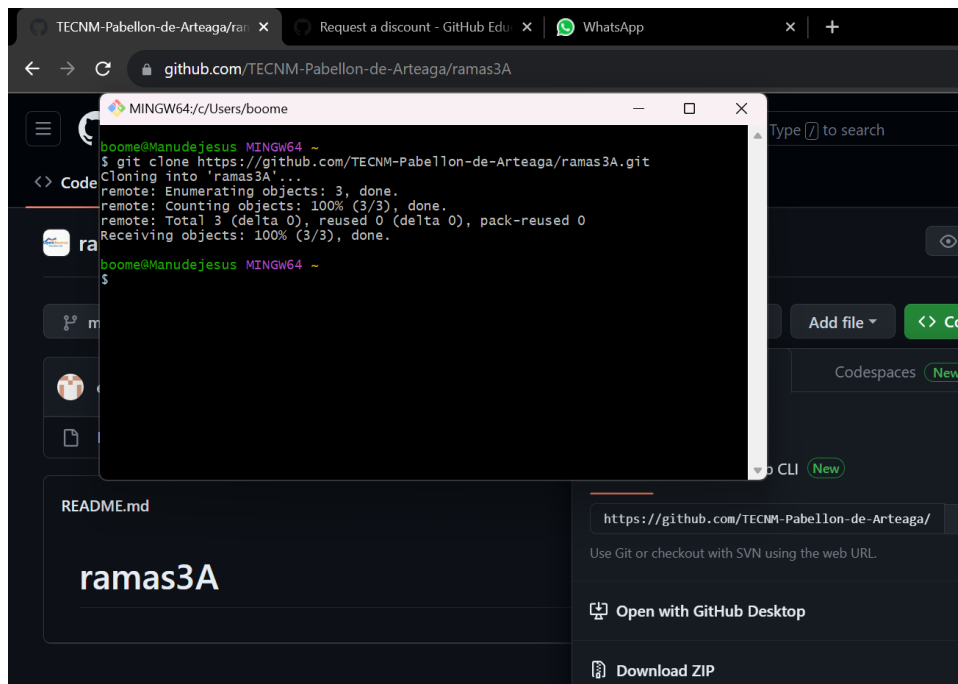 TECNM-Pabellon-de-Arteaga/ran
Request a discount - GitHub Edu
WhatsApp
github.com/TECNM-Pabellon-de-Arteaga/ramas3A
MINGW64:/c/Users/boome
Type / to search
boome@Manudejesus MINGW64 ~
$ git clone https://github.com/TECNM-Pabellon-de-Arteaga/ramas3A.git
Cloning into 'ramas3A'...
remote: Enumerating objects: 3, done.
remote: Counting objects: 100% (3/3), done.
remote: Total 3 (delta 0), reused 0 (delta 0), pack-reused 0
Receiving objects: 100% (3/3), done.
boome@Manudejesus MINGW64 ~
$
<> Code
ra
m
Add file
<> Co
Codespaces New
CLI New
README.md
https://github.com/TECNM-Pabellon-de-Arteaga/
Use Git or checkout with SVN using the web URL.
ramas3A
Open with GitHub Desktop
Download ZIP